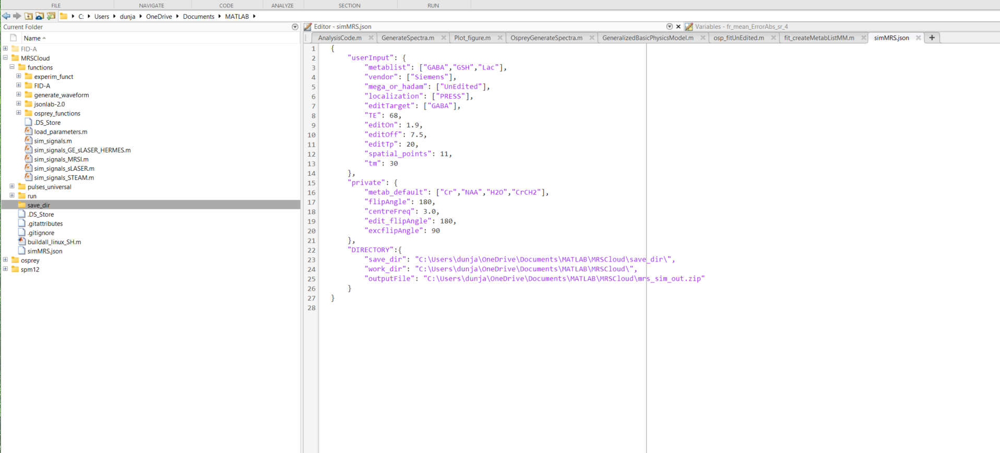 FILE NAVIGATE CODE ANALYZE SECTION RUN
C: Users dunja OneDrive Documents MATLAB
Current Folder
Name
FID-A
MRSCloud
functions
experim_funct
FID-A
generate_waveform
jsonlab-2.0
osprey_functions
.DS_Store
load_parameters.m
sim_signals.m
sim_signals_GE_sLASER_HERMES.m
sim_signals_MRSI.m
sim_signals_sLASER.m
sim_signals_STEAM.m
pulses_universal
run
save_dir
.DS_Store
.gitattributes
.gitignore
buildall_linux_SH.m
simMRS.json
osprey
spm12
Editor - simMRS.json
Variables - fr_mean_ErrorAbs_sr_4
AnalysisCode.m GenerateSpectra.m Plot_figure.m OspreyGenerateSpectra.m GeneralizedBasicPhysicsModel.m osp_fitUnEdited.m fit_createMetabListMM.m simMRS.json
1 {
2 "userInput": {
3 "metablist": ["GABA","GSH","Lac"],
4 "vendor": ["Siemens"],
5 "mega_or_hadam": ["UnEdited"],
6 "localization": ["PRESS"],
7 "editTarget": ["GABA"],
8 "TE": 68,
9 "editOn": 1.9,
10 "editOff": 7.5,
11 "editTp": 20,
12 "spatial_points": 11,
13 "tm": 30
14 },
15 "private": {
16 "metab_default": ["Cr","NAA","H2O","CrCH2"],
17 "flipAngle": 180,
18 "centreFreq": 3.0,
19 "edit_flipAngle": 180,
20 "excflipAngle": 90
21 },
22 "DIRECTORY":{
23 "save_dir": "C:\Users\dunja\OneDrive\Documents\MATLAB\MRSCloud\save_dir\",
24 "work_dir": "C:\Users\dunja\OneDrive\Documents\MATLAB\MRSCloud\",
25 "outputFile": "C:\Users\dunja\OneDrive\Documents\MATLAB\MRSCloud\mrs_sim_out.zip"
26 }
27 }
28